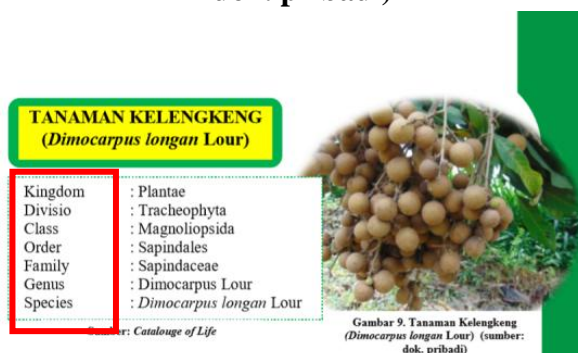 TANAMAN KELENGKENG
(Dimocarpus longan Lour)
Kingdom : Plantae
Divisio : Tracheophyta
Class : Magnoliopsida
Order : Sapindales
Family : Sapindaceae
Genus : Dimocarpus Lour
Species : Dimocarpus longan Lour
Sumber: Catalouge of Life
Gambar 9. Tanaman Kelengkeng
(Dimocarpus longan Lour) (sumber:
dok. pribadi)